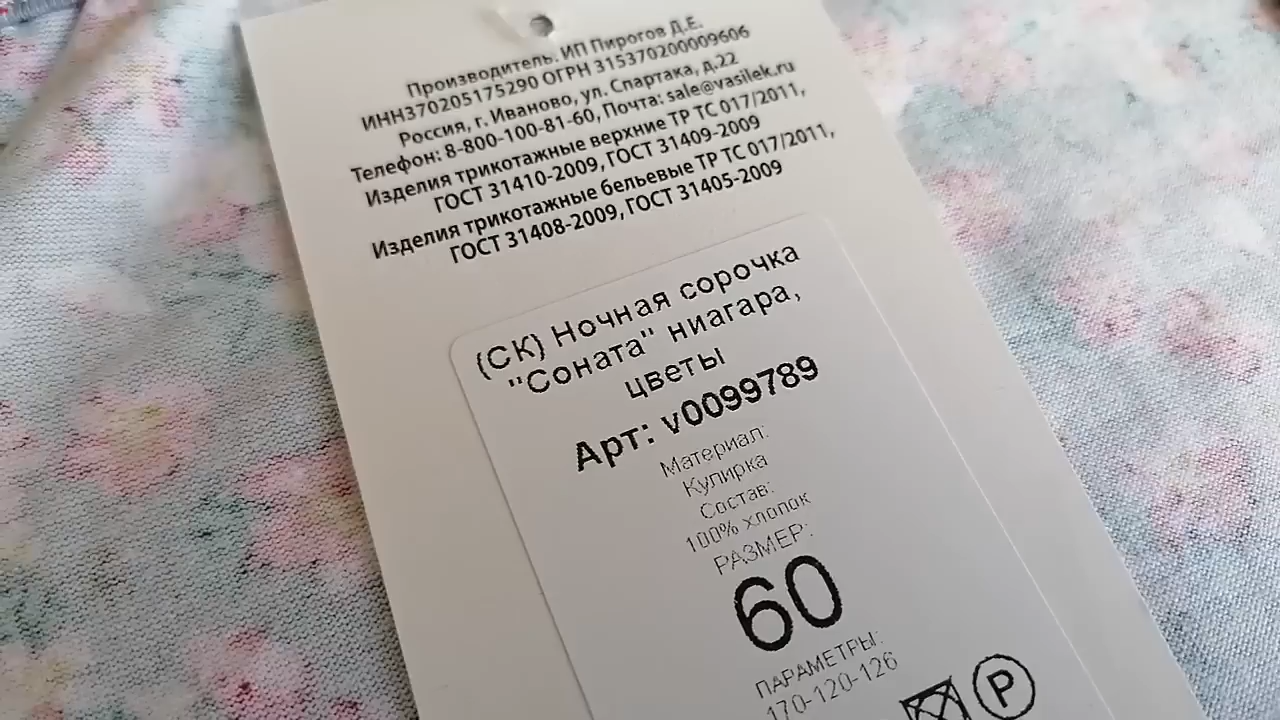 Производитель: ИП Пирогов Д.Е.
ИНН370205175290 ОГРН 315370200009606
Россия, г. Иваново, ул. Спартака, д.22
Телефон: 8-800-100-81-60, Почта: sale@vasilek.ru
Изделия трикотажные верхние ТР ТС 017/2011,
ГОСТ 31410-2009, ГОСТ 31409-2009
Изделия трикотажные бельевые ТР ТС 017/2011,
ГОСТ 31408-2009, ГОСТ 31405-2009
(СК) Ночная сорочка
"Соната" ниагара,
цветы
Арт: v0099789
Материал:
Кулирка
Состав:
100% хлопок
РАЗМЕР:
60
ПАРАМЕТРЫ:
170-120-126
P